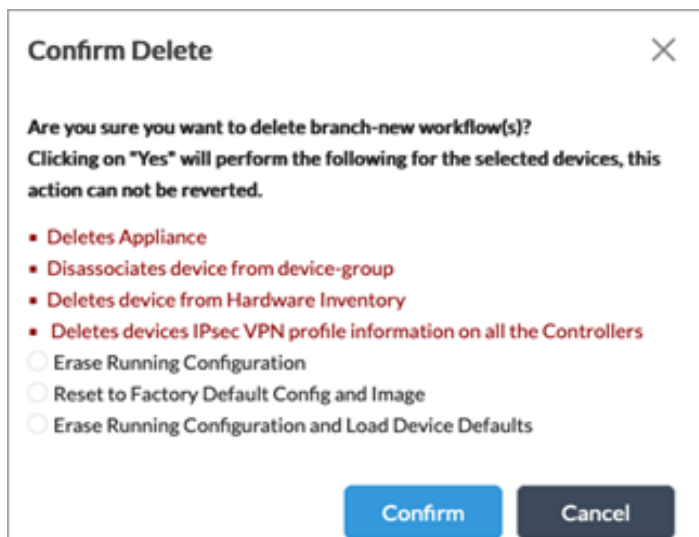 Confirm Delete
Are you sure you want to delete branch-new workflow(s)?
Clicking on "Yes" will perform the following for the selected devices, this
action can not be reverted.
Deletes Appliance
Disassociates device from device-group
Deletes device from Hardware Inventory
Deletes devices IPsec VPN profile information on all the Controllers
Erase Running Configuration
Reset to Factory Default Config and Image
Erase Running Configuration and Load Device Defaults
Confirm Cancel